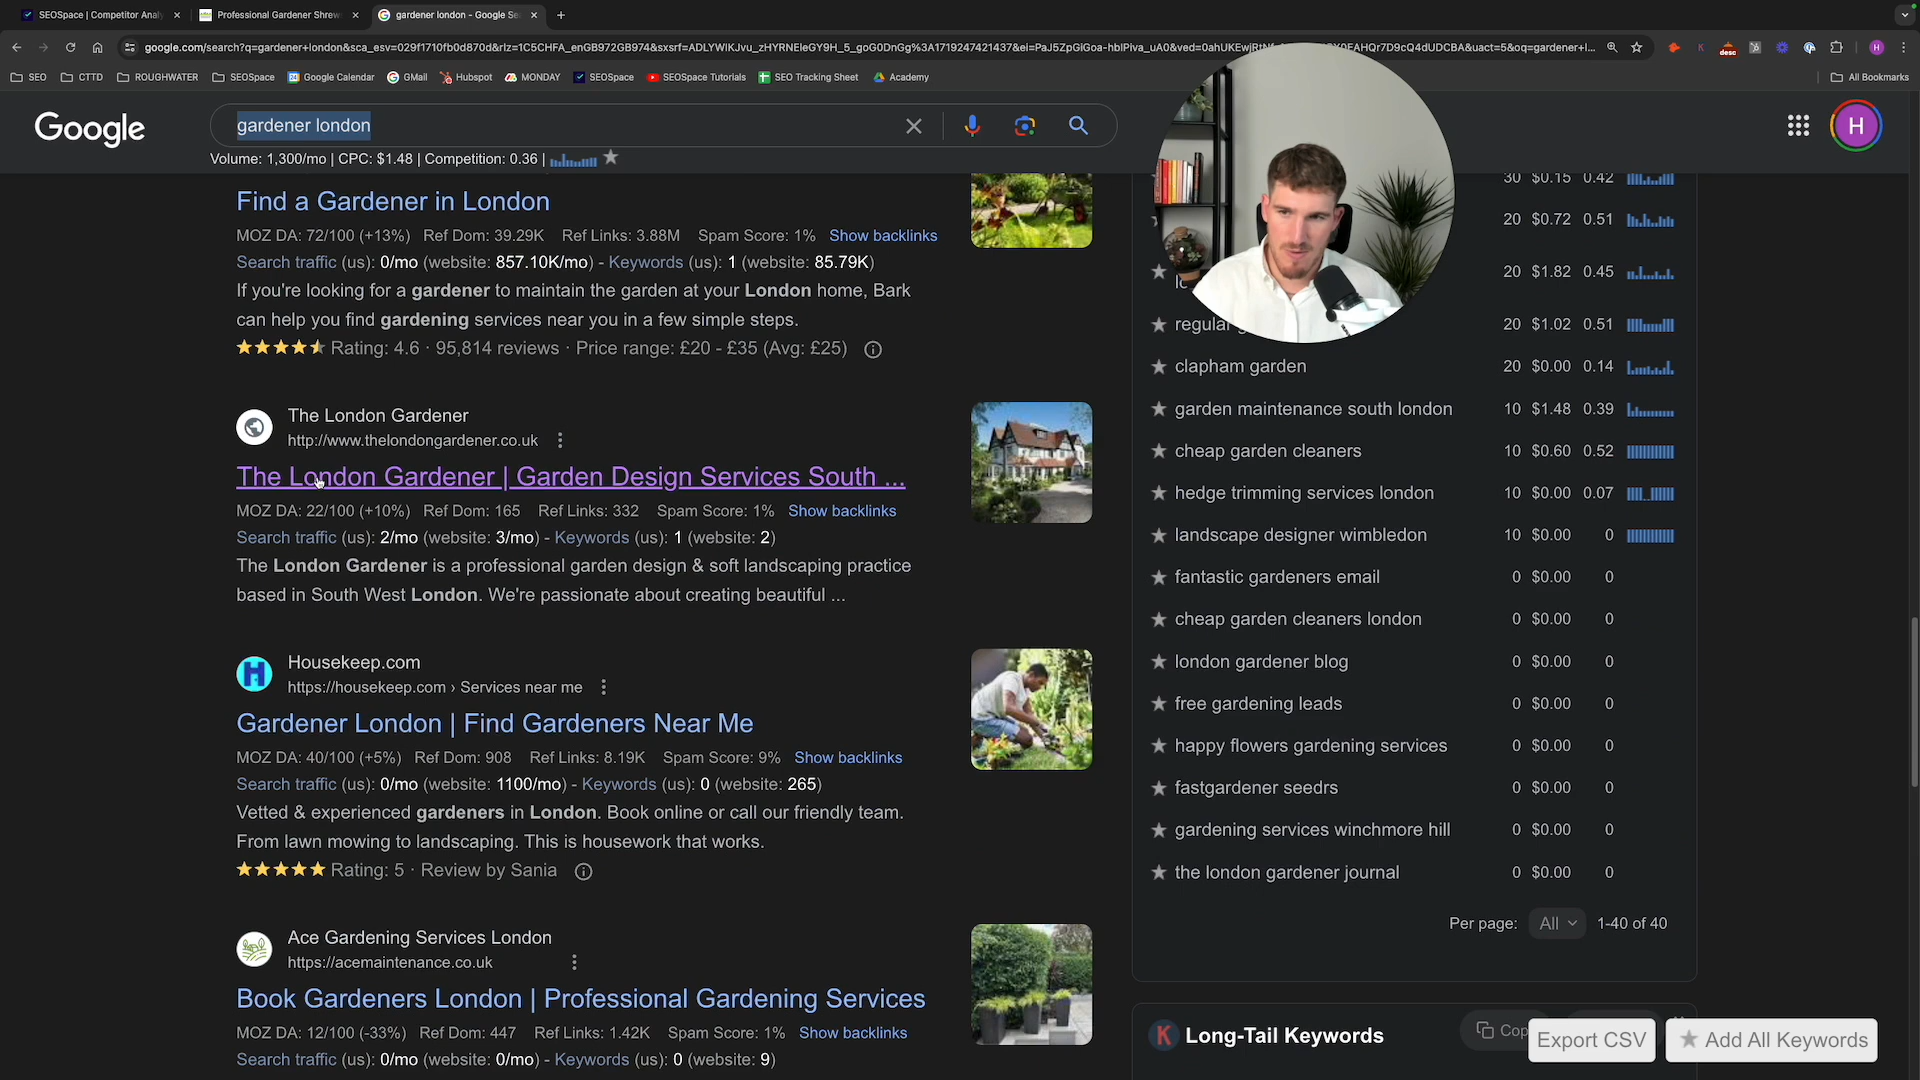 SEOSpace | Competitor Analy
Professional Gardener Shrew
gardener london - Google Se
google.com/search?q=gardener+london&sca_esv=029f1710fb0d870d&rlz=1C5CHFA_enGB972GB974&sxsrf=
SEO
CTTD
ROUGHWATER
SEOSpace
Google Calendar
GMail
Hubspot
MONDAY
SEOSpace
SEOSpace Tutorials
SEO Tracking Sheet
Academy
All Bookmarks
Google
gardener london
H
Volume: 1,300/mo | CPC: $1.48 | Competition: 0.36 |
Find a Gardener in London
MOZ DA: 72/100 (+13%) Ref Dom: 39.29K Ref Links: 3.88M Spam Score: 1% Show backlinks
Search traffic (us): 0/mo (website: 857.10K/mo) - Keywords (us): 1 (website: 85.79K)
If you're looking for a gardener to maintain the garden at your London home, Bark
can help you find gardening services near you in a few simple steps.
Rating: 4.6 · 95,814 reviews · Price range: £20 - £35 (Avg: £25)
The London Gardener
http://www.thelondongardener.co.uk
The London Gardener | Garden Design Services South ...
MOZ DA: 22/100 (+10%) Ref Dom: 165 Ref Links: 332 Spam Score: 1% Show backlinks
Search traffic (us): 2/mo (website: 3/mo) - Keywords (us): 1 (website: 2)
The London Gardener is a professional garden design & soft landscaping practice
based in South West London. We're passionate about creating beautiful ...
Housekeep.com
https://housekeep.com › Services near me
Gardener London | Find Gardeners Near Me
MOZ DA: 40/100 (+5%) Ref Dom: 908 Ref Links: 8.19K Spam Score: 9% Show backlinks
Search traffic (us): 0/mo (website: 1100/mo) - Keywords (us): 0 (website: 265)
Vetted & experienced gardeners in London. Book online or call our friendly team.
From lawn mowing to landscaping. This is housework that works.
Rating: 5 · Review by Sania
Ace Gardening Services London
https://acemaintenance.co.uk
Book Gardeners London | Professional Gardening Services
MOZ DA: 12/100 (-33%) Ref Dom: 447 Ref Links: 1.42K Spam Score: 1% Show backlinks
Search traffic (us): 0/mo (website: 0/mo) - Keywords (us): 0 (website: 9)
30 $0.15 0.42
20 $0.72 0.51
20 $1.82 0.45
regular 20 $1.02 0.51
clapham garden 20 $0.00 0.14
garden maintenance south london 10 $1.48 0.39
cheap garden cleaners 10 $0.60 0.52
hedge trimming services london 10 $0.00 0.07
landscape designer wimbledon 10 $0.00 0
fantastic gardeners email 0 $0.00 0
cheap garden cleaners london 0 $0.00 0
london gardener blog 0 $0.00 0
free gardening leads 0 $0.00 0
happy flowers gardening services 0 $0.00 0
fastgardener seedrs 0 $0.00 0
gardening services winchmore hill 0 $0.00 0
the london gardener journal 0 $0.00 0
Per page: All 1-40 of 40
K Long-Tail Keywords
Cop
Export CSV
Add All Keywords